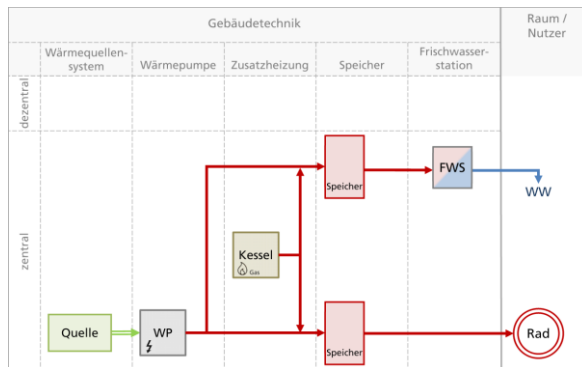 Gebäudetechnik
Raum /
Nutzer
Wärmequellen-
system
Wärmepumpe
Zusatzheizung
Speicher
Frischwasser-
station
dezentral
zentral
Speicher
FWS
WW
Kessel
Gas
Quelle
WP
Speicher
Rad